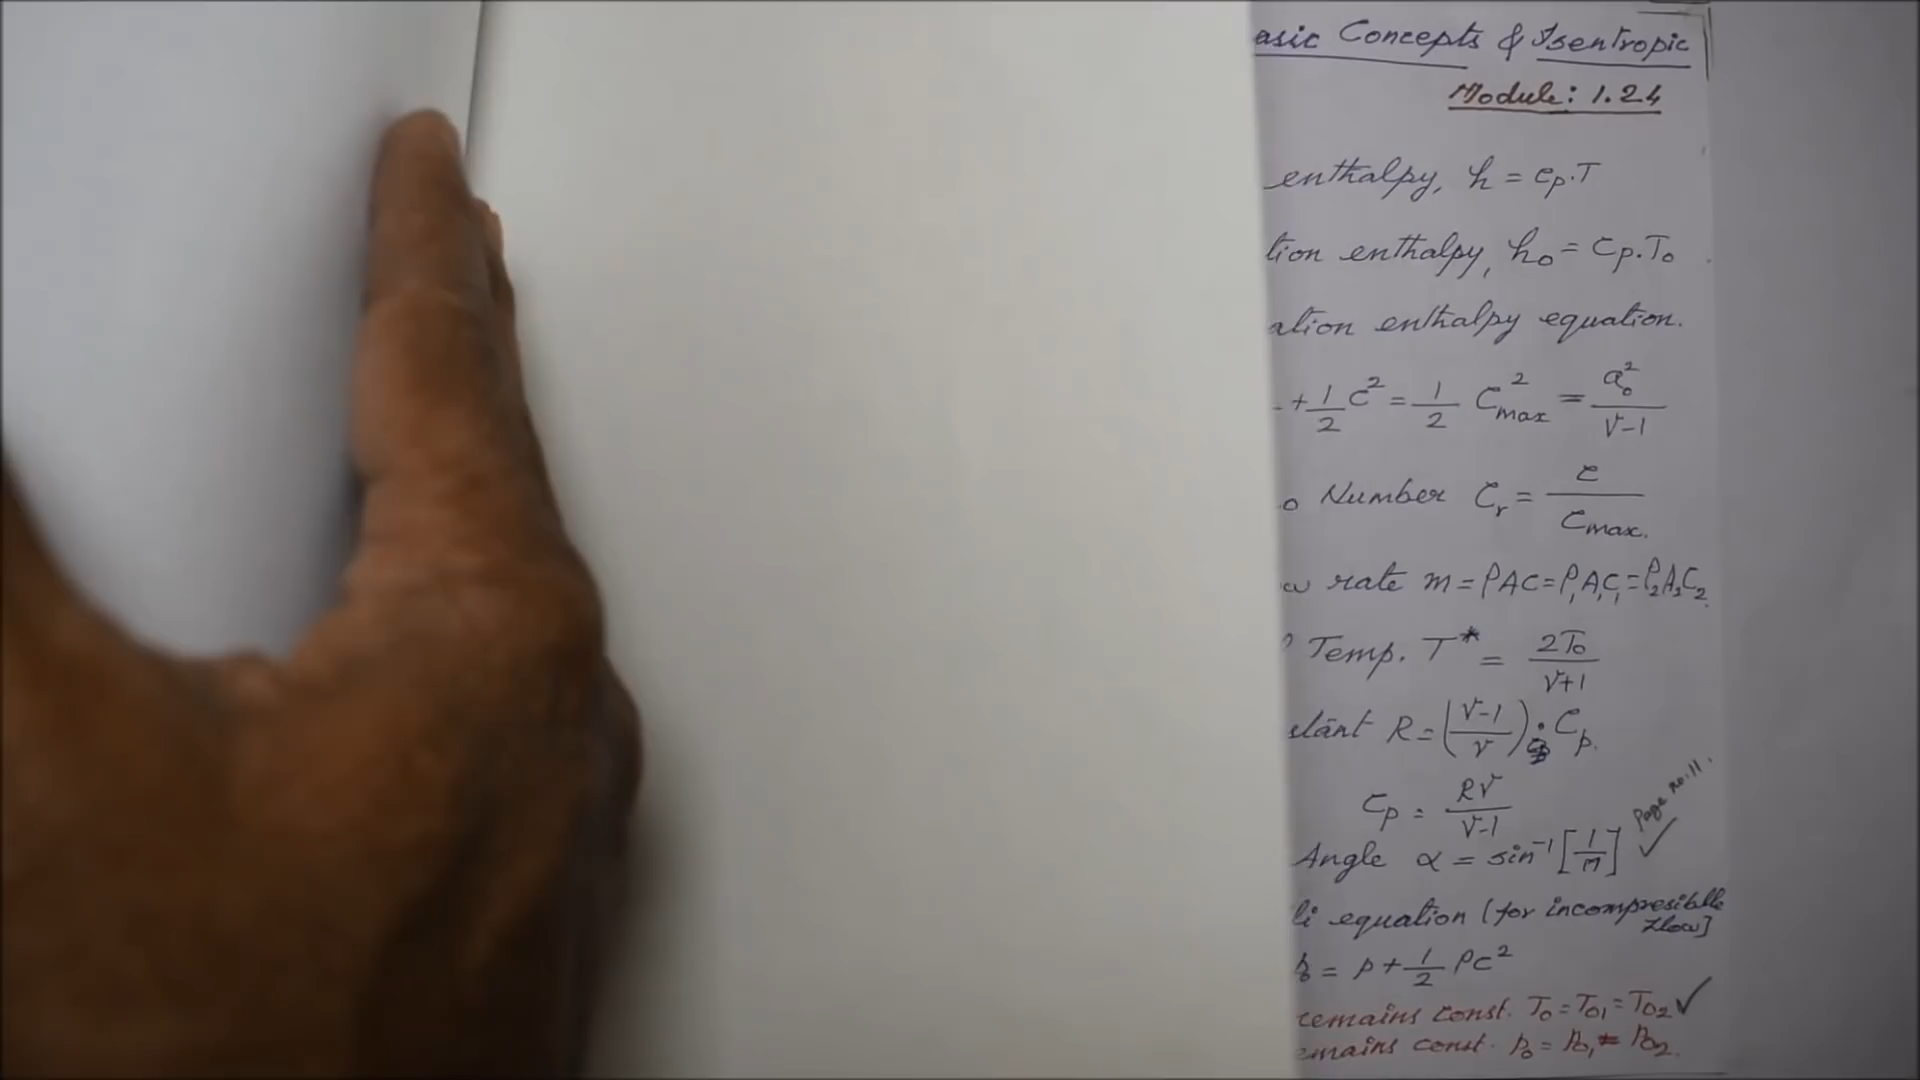 asic Concepts & Isentropic
Module: 1.24
enthalpy, h = cp.T
tion enthalpy, h₀ = Cp.T₀
ation enthalpy equation.
- + 1/2 C² = 1/2 C²max = a₀²/γ-1
o Number Cr = C/Cmax.
w rate m = ρAC = ρ₁A₁C₁ = ρ₂A₂C₂
Temp. T* = 2T₀/γ+1
stant R = (γ-1/γ) . Cp.
Cp = Rγ/γ-1
Page no. 11.
Angle α = sin⁻¹ [1/M] ✓
li equation (for incompresiblle
flow]
= p + 1/2 ρc²
remains const. T₀ = T₀₁ = T₀₂ ✓
emains const. p₀ = p₀₁ = p₀₂.